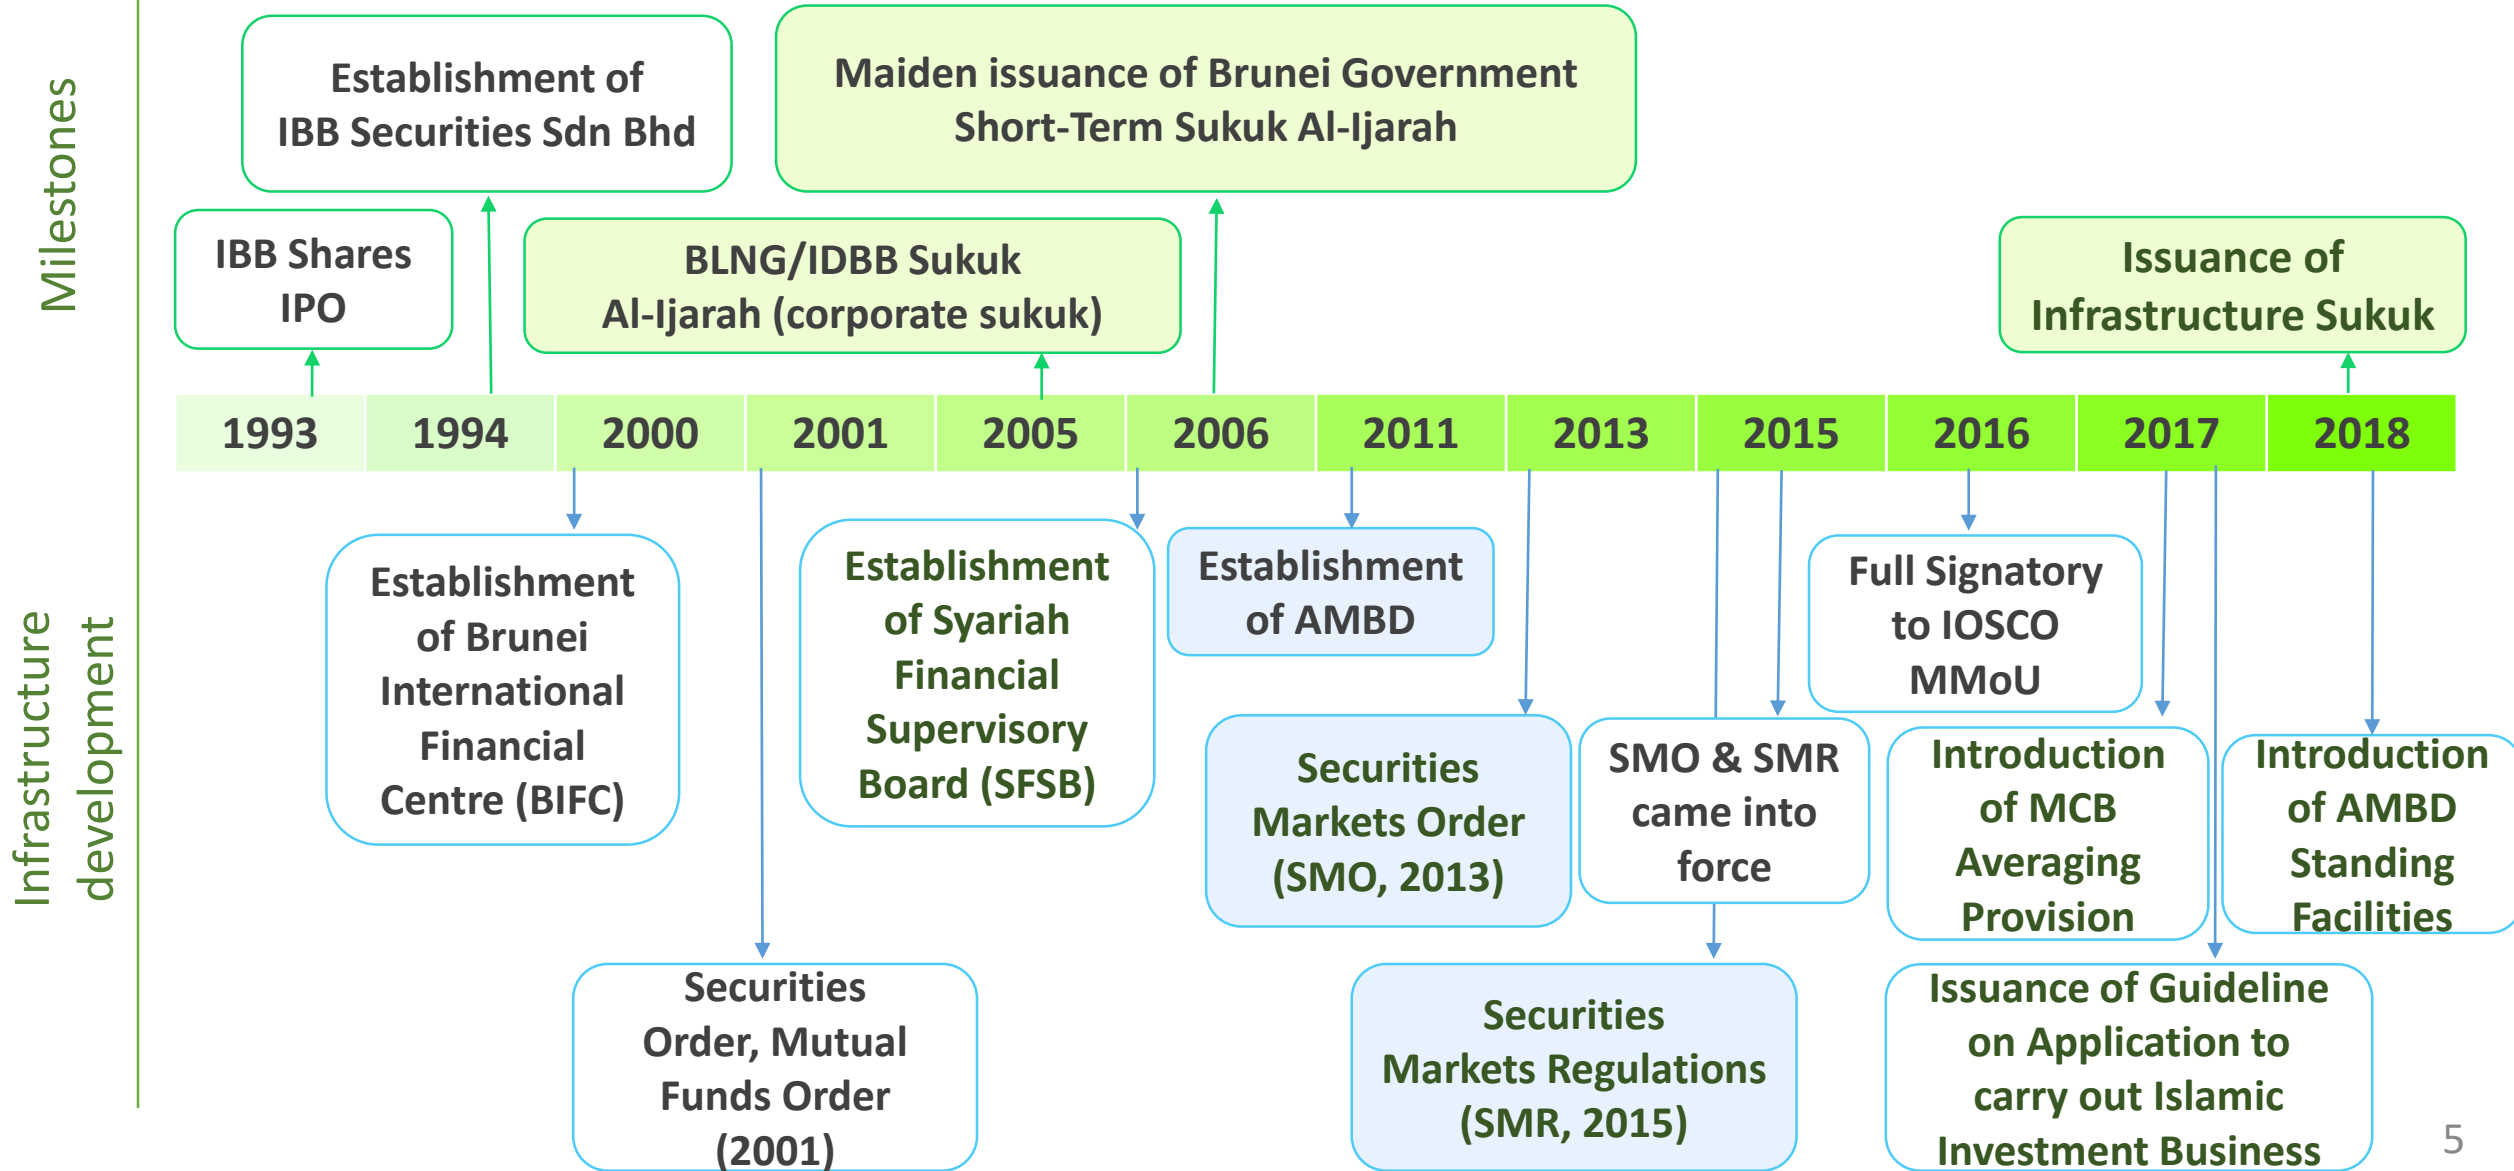 Milestones
Establishment of
IBB Securities Sdn Bhd
Maiden issuance of Brunei Government
Short-Term Sukuk Al-Ijarah
IBB Shares
IPO
BLNG/IDBB Sukuk
Al-Ijarah (corporate sukuk)
Issuance of
Infrastructure Sukuk
1993
1994
2000
2001
2005
2006
2011
2013
2015
2016
2017
2018
Infrastructure
development
Establishment
of Brunei
International
Financial
Centre (BIFC)
Securities
Order, Mutual
Funds Order
(2001)
Establishment
of Syariah
Financial
Supervisory
Board (SFSB)
Establishment
of AMBD
Securities
Markets Order
(SMO, 2013)
SMO & SMR
came into
force
Securities
Markets Regulations
(SMR, 2015)
Full Signatory
to IOSCO
MMoU
Introduction
of MCB
Averaging
Provision
Issuance of Guideline
on Application to
carry out Islamic
Investment Business
Introduction
of AMBD
Standing
Facilities
5